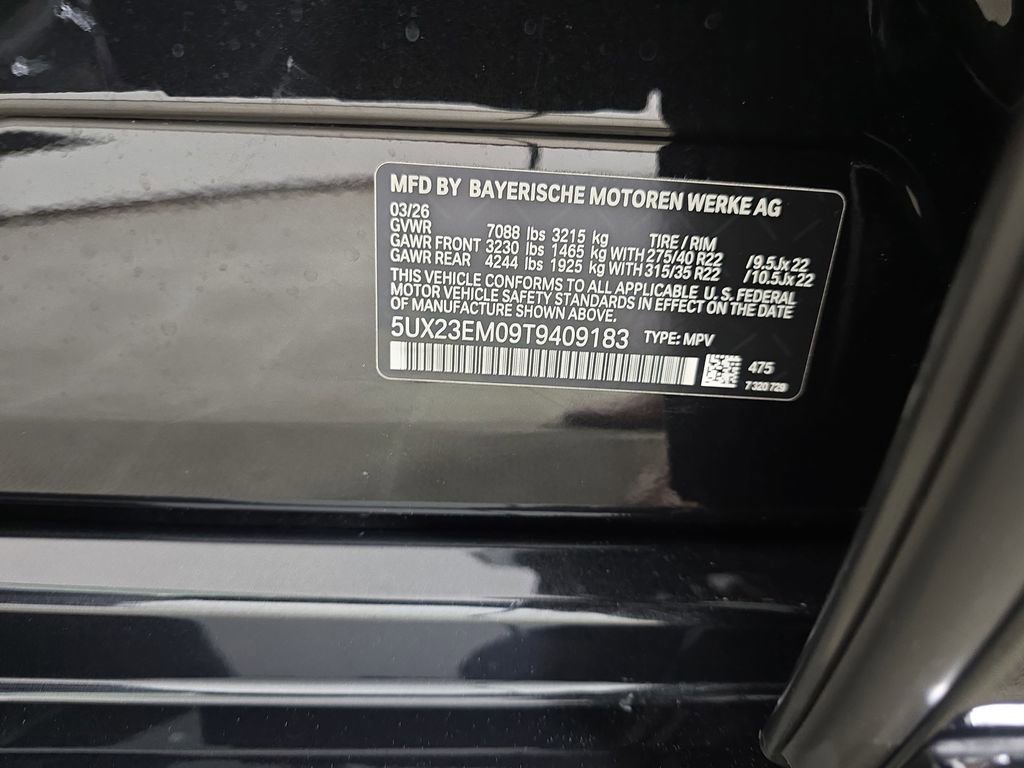 MFD BY BAYERISCHE MOTOREN WERKE AG
03/26
GVWR 7088 lbs 3215 kg TIRE / RIM
GAWR FRONT 3230 lbs 1465 kg WITH 275/40 R22 / 9.5Jx22
GAWR REAR 4244 lbs 1925 kg WITH 315/35 R22 / 10.5Jx22
THIS VEHICLE CONFORMS TO ALL APPLICABLE, U. S. FEDERAL
MOTOR VEHICLE SAFETY STANDARDS IN EFFECT ON THE DATE
OF MANUFACTURE SHOWN ABOVE.
5UX23EM09T9409183 TYPE: MPV
475
7 320 729